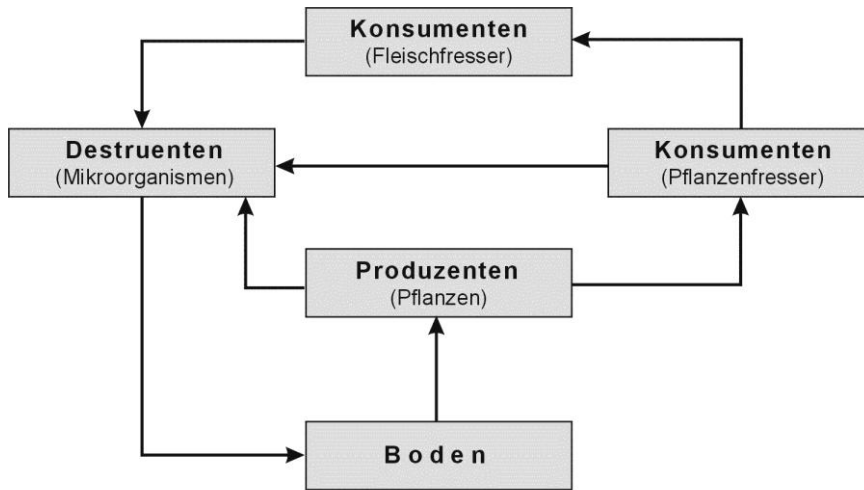 Konsumenten
(Fleischfresser)
Destruenten
(Mikroorganismen)
Konsumenten
(Pflanzenfresser)
Produzenten
(Pflanzen)
Boden